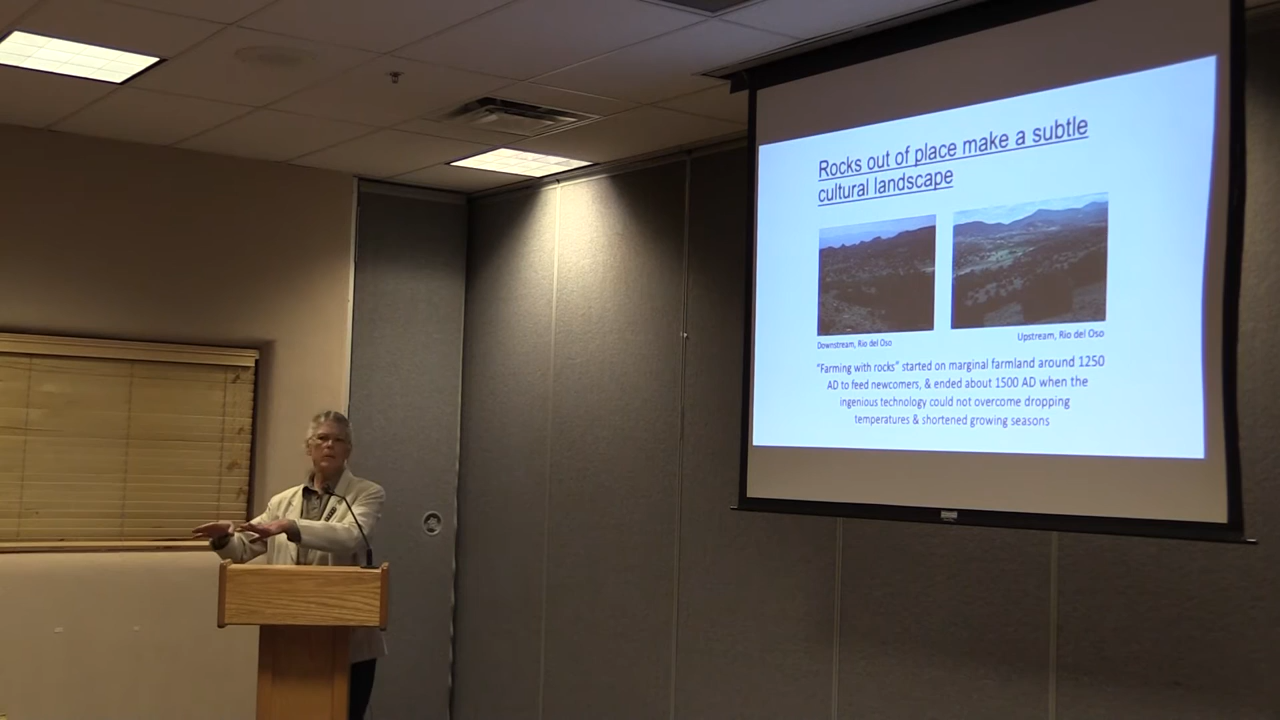 Rocks out of place make a subtle
cultural landscape
Downstream, Rio del Oso
Upstream, Rio del Oso
"Farming with rocks" started on marginal farmland around 1250
AD to feed newcomers, & ended about 1500 AD when the
ingenious technology could not overcome dropping
temperatures & shortened growing seasons